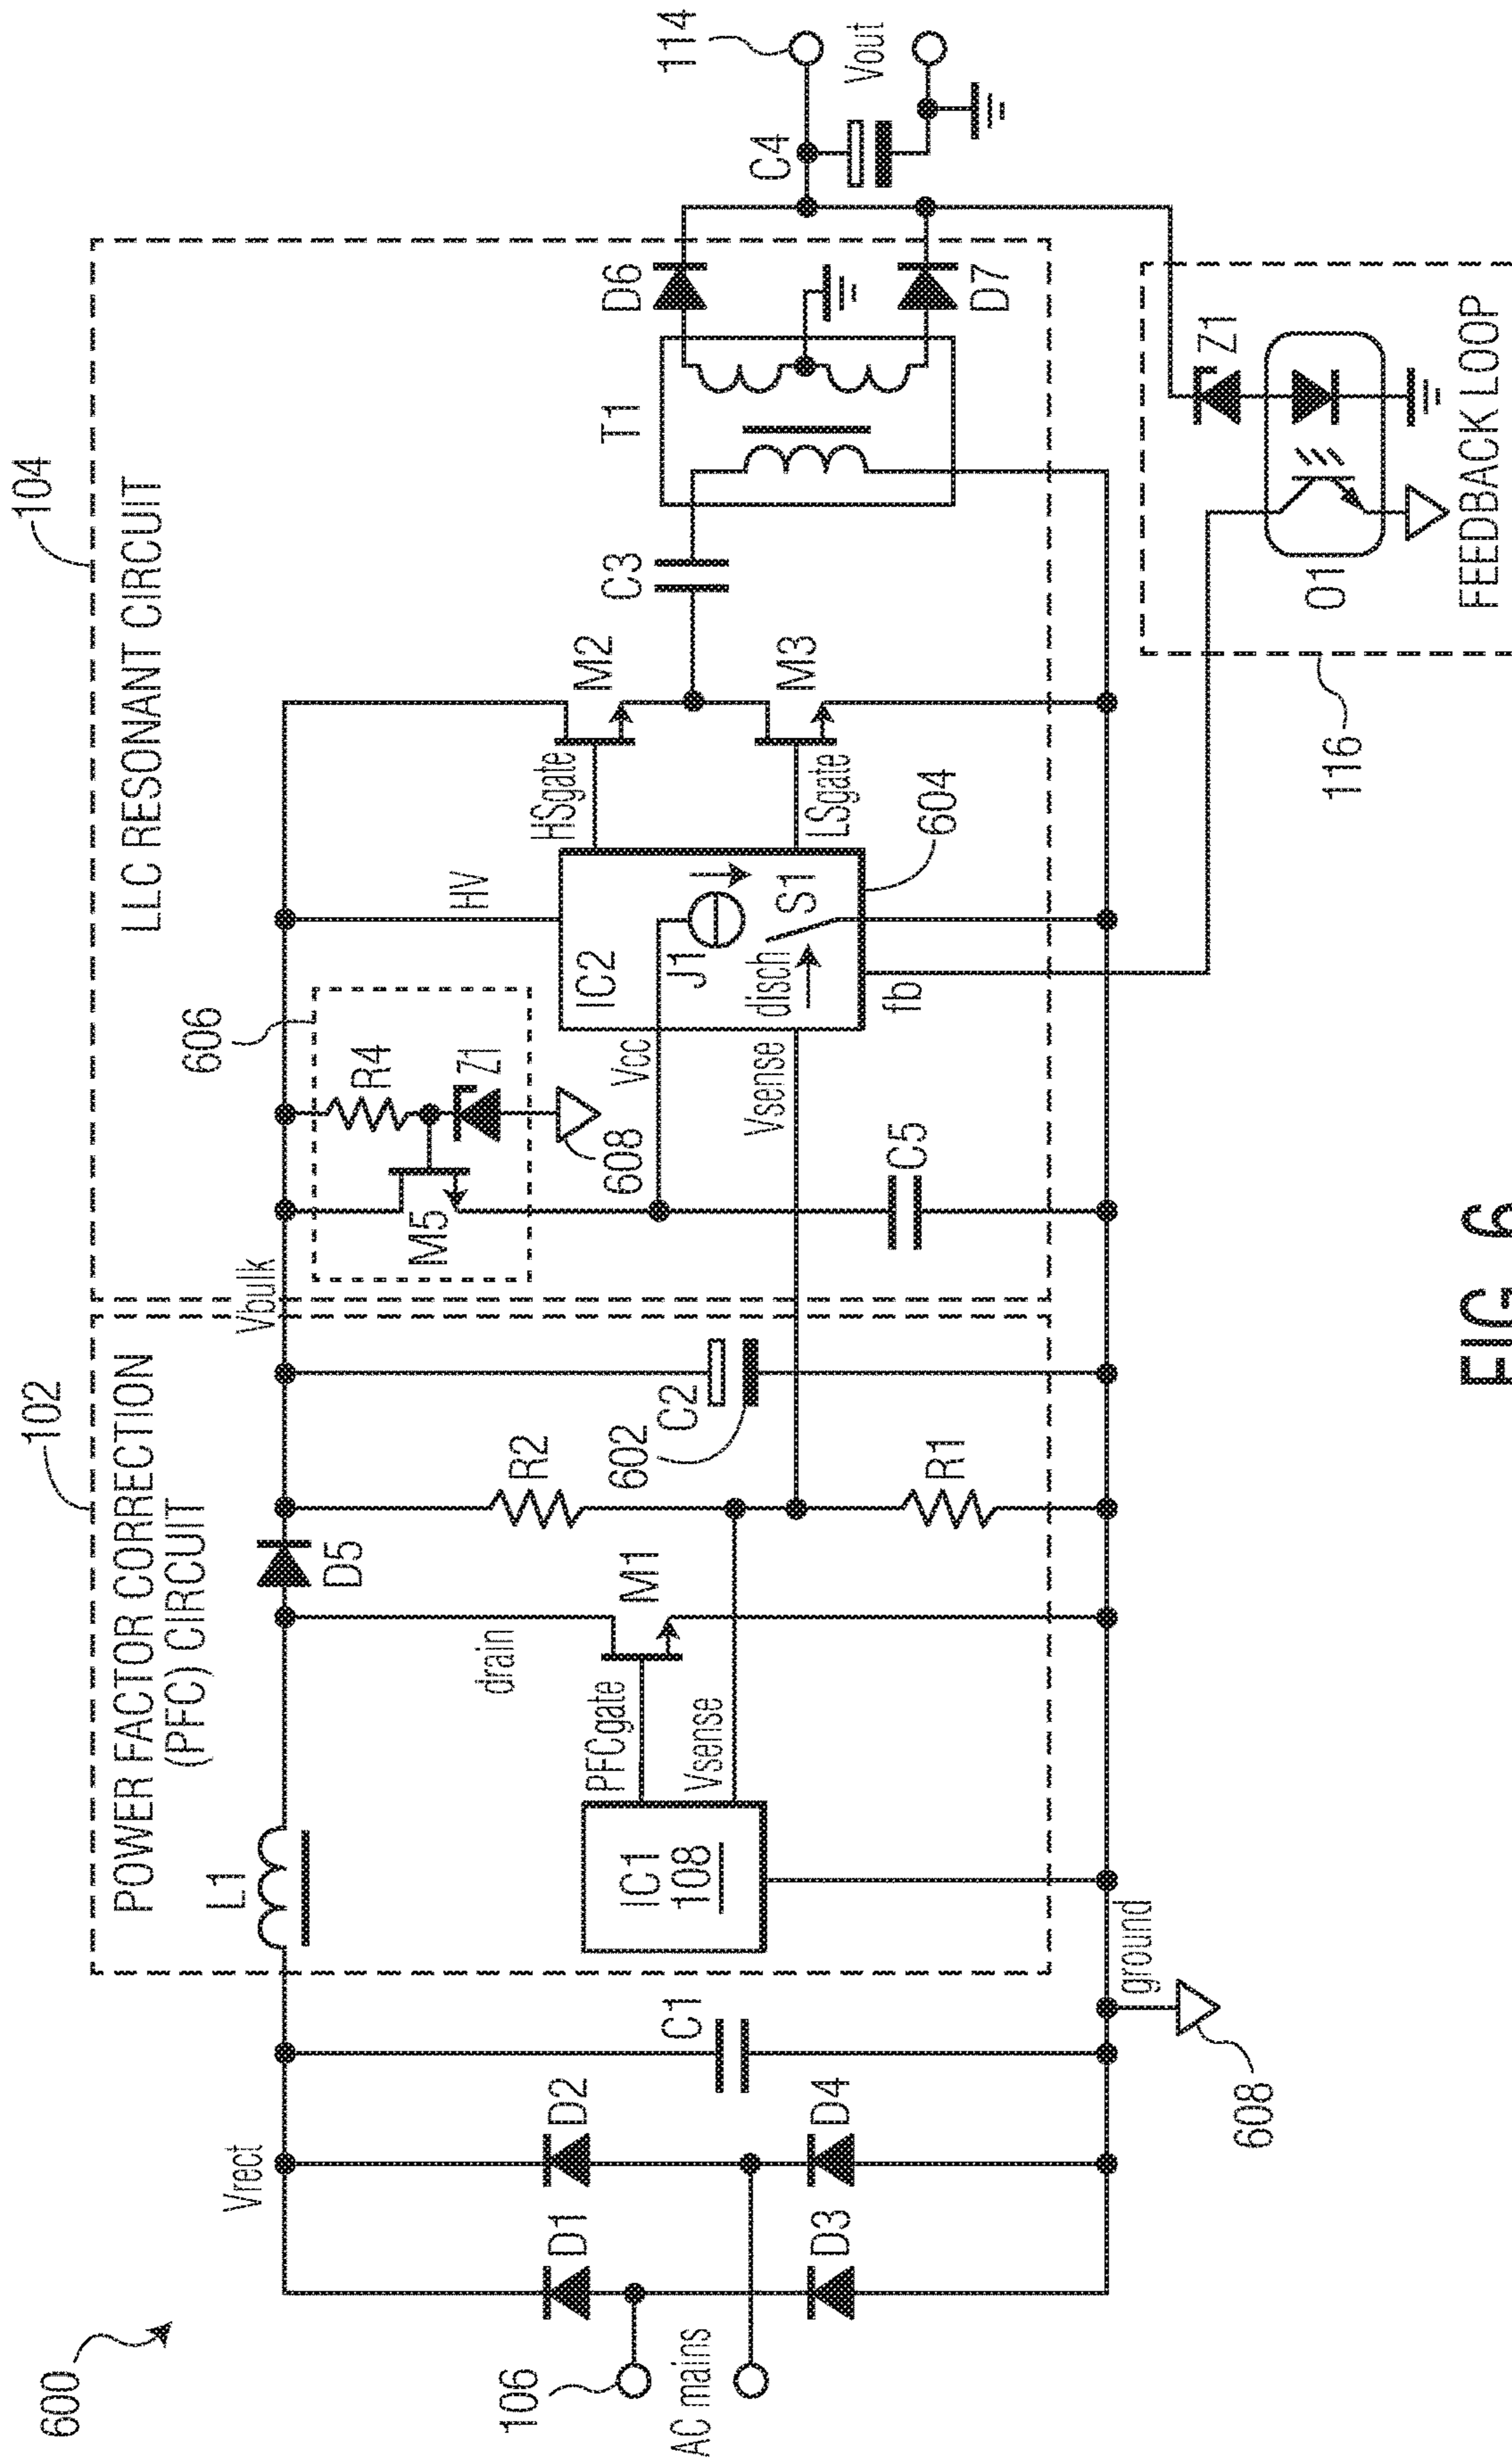 600
102
POWER FACTOR CORRECTION
(PFC) CIRCUIT
104
LLC RESONANT CIRCUIT
Vrect
L1
D5
Vbulk
606
R4
Z1
M5
608
HV
106
AC mains
D1
D2
D3
D4
C1
IC1
108
PFCgate
Vsense
drain
M1
R2
R1
C2
602
C5
Vcc
Vsense
IC2
J1
disch
S1
fb
604
HSgate
LSgate
M2
M3
C3
T1
D6
D7
C4
114
Vout
ground
608
116
O1
Z1
FEEDBACK LOOP
FIG. 6